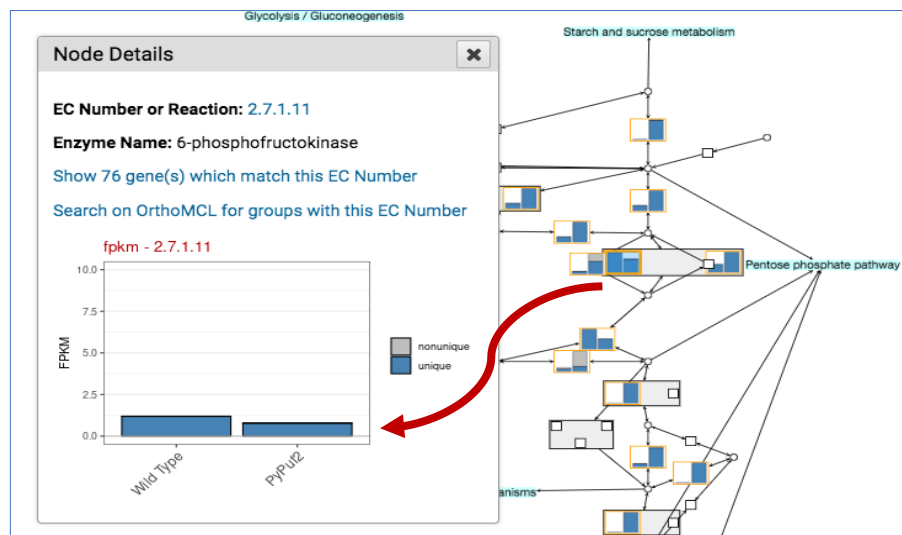 Glycolysis / Gluconeogenesis
Starch and sucrose metabolism
Node Details
EC Number or Reaction: 2.7.1.11
Enzyme Name: 6-phosphofructokinase
Show 76 gene(s) which match this EC Number
Search on OrthoMCL for groups with this EC Number
fpkm - 2.7.1.11
10.0
7.5
5.0
2.5
0.0
FPKM
Wild Type
PyPuf2
nonunique
unique
Pentose phosphate pathway
anisms